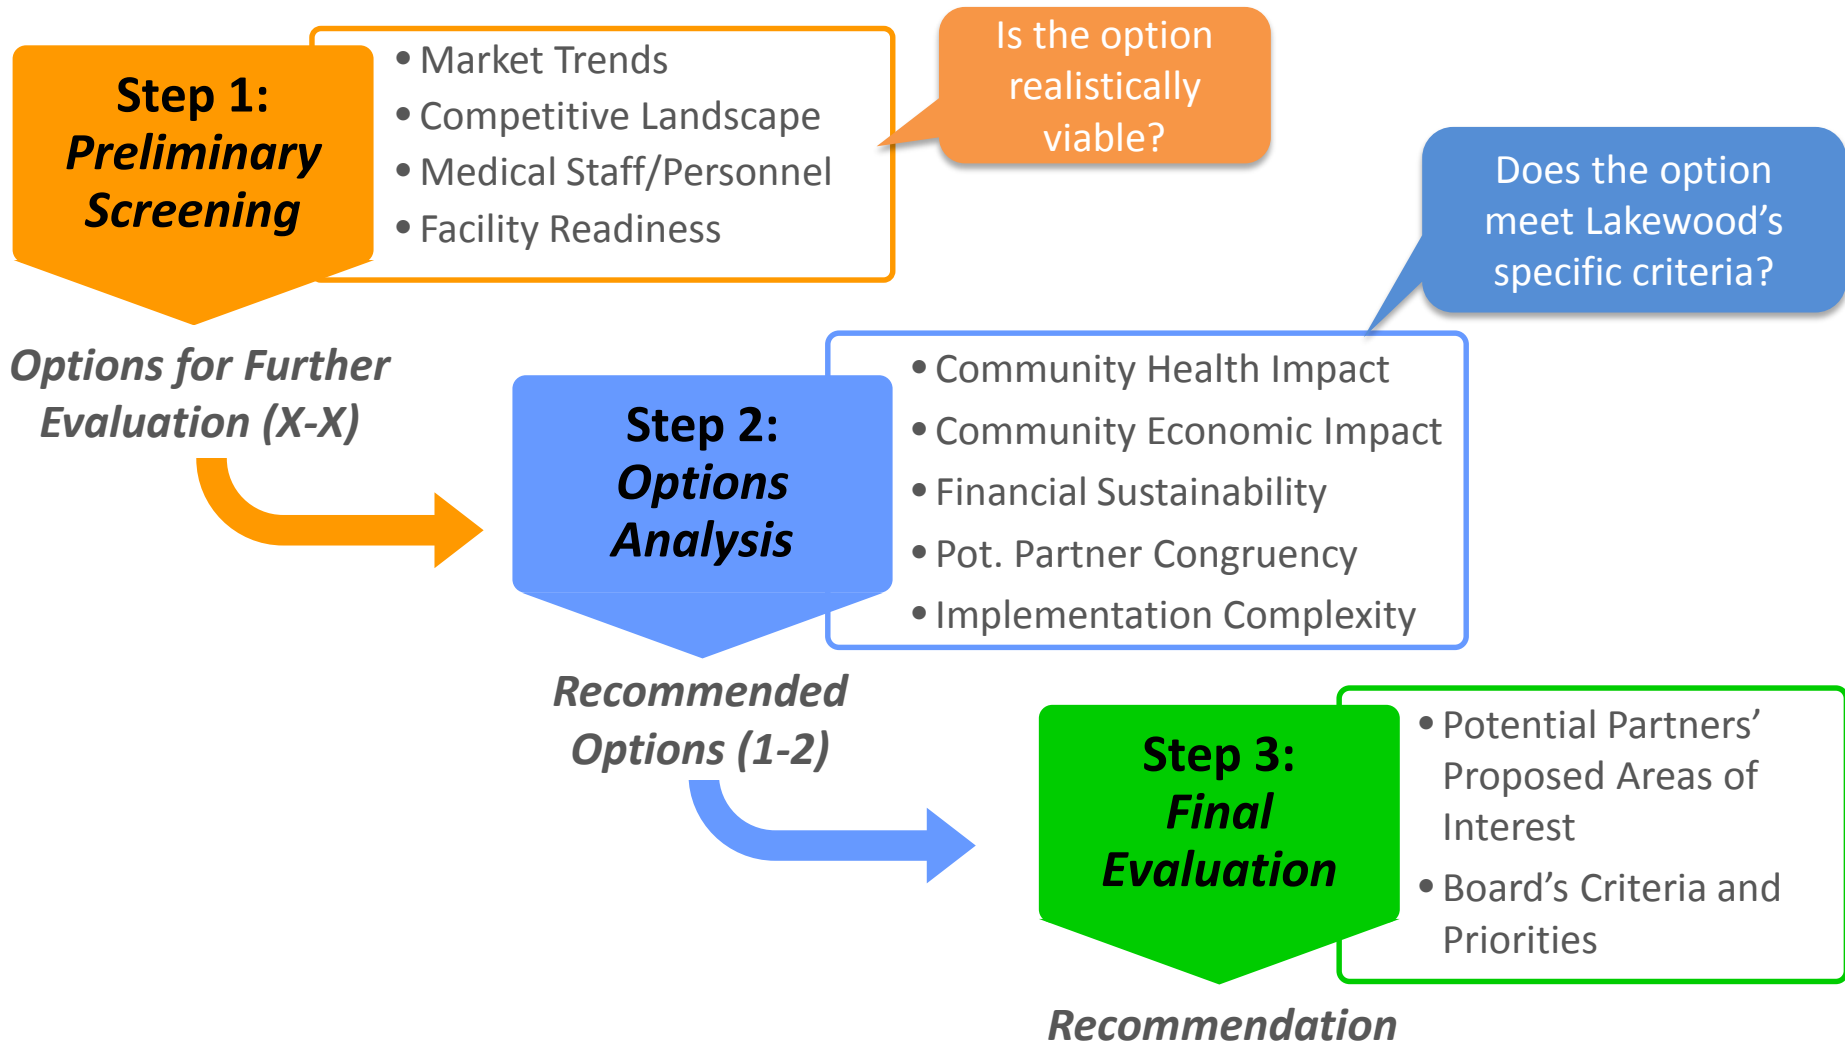 Step 1:
Preliminary
Screening
• Market Trends
• Competitive Landscape
• Medical Staff/Personnel
• Facility Readiness
Is the option
realistically
viable?
Does the option
meet Lakewood’s
specific criteria?
Options for Further
Evaluation (X-X)
Step 2:
Options
Analysis
• Community Health Impact
• Community Economic Impact
• Financial Sustainability
• Pot. Partner Congruency
• Implementation Complexity
Recommended
Options (1-2)
Step 3:
Final
Evaluation
• Potential Partners’
Proposed Areas of
Interest
• Board’s Criteria and
Priorities
Recommendation